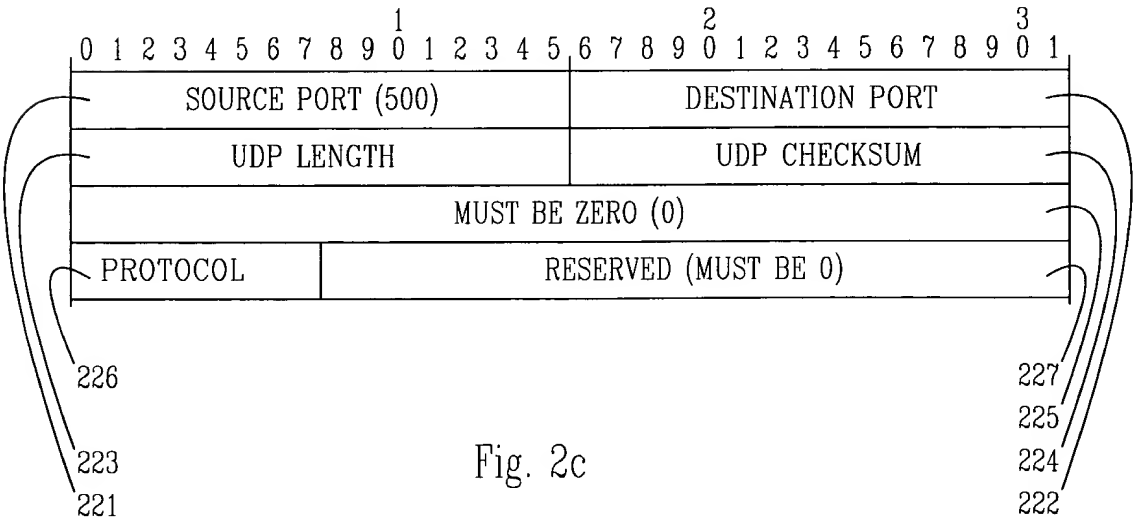 1 2 3
0 1 2 3 4 5 6 7 8 9 0 1 2 3 4 5 6 7 8 9 0 1 2 3 4 5 6 7 8 9 0 1
SOURCE PORT (500) DESTINATION PORT
UDP LENGTH UDP CHECKSUM
MUST BE ZERO (0)
PROTOCOL RESERVED (MUST BE 0)
226 227
225
223 Fig. 2c 224
221 222